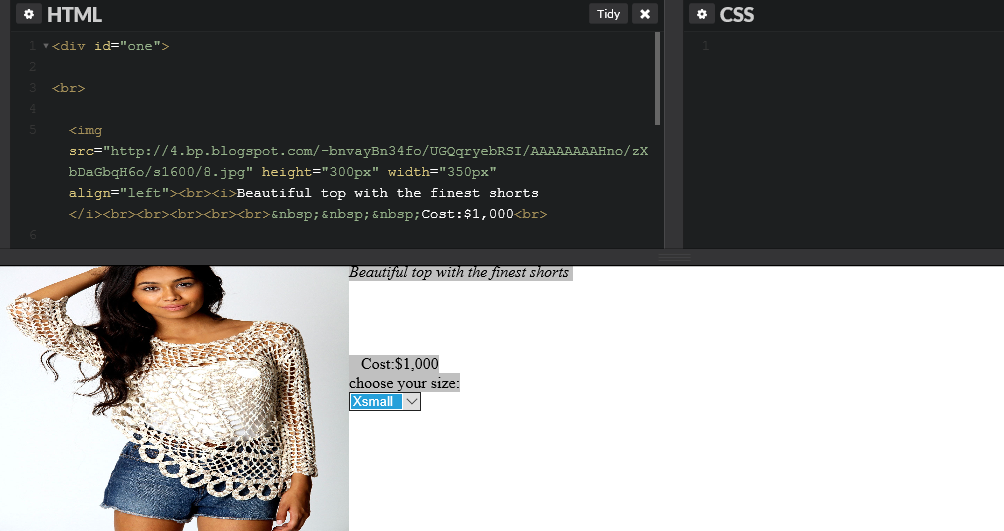 HTML
Tidy
CSS
1 <div id="one">
1
2
3 <br>
4
5 <img
src="http://4.bp.blogspot.com/-bnvayBn34fo/UGQqryebRSI/AAAAAAAAHno/zX
bDaGbqH6o/s1600/8.jpg" height="300px" width="350px"
align="left"><br><i>Beautiful top with the finest shorts
</i><br><br><br><br><br>&nbsp;&nbsp;&nbsp;Cost:$1,000<br>
6
Beautiful top with the finest shorts
Cost:$1,000
choose your size:
Xsmall